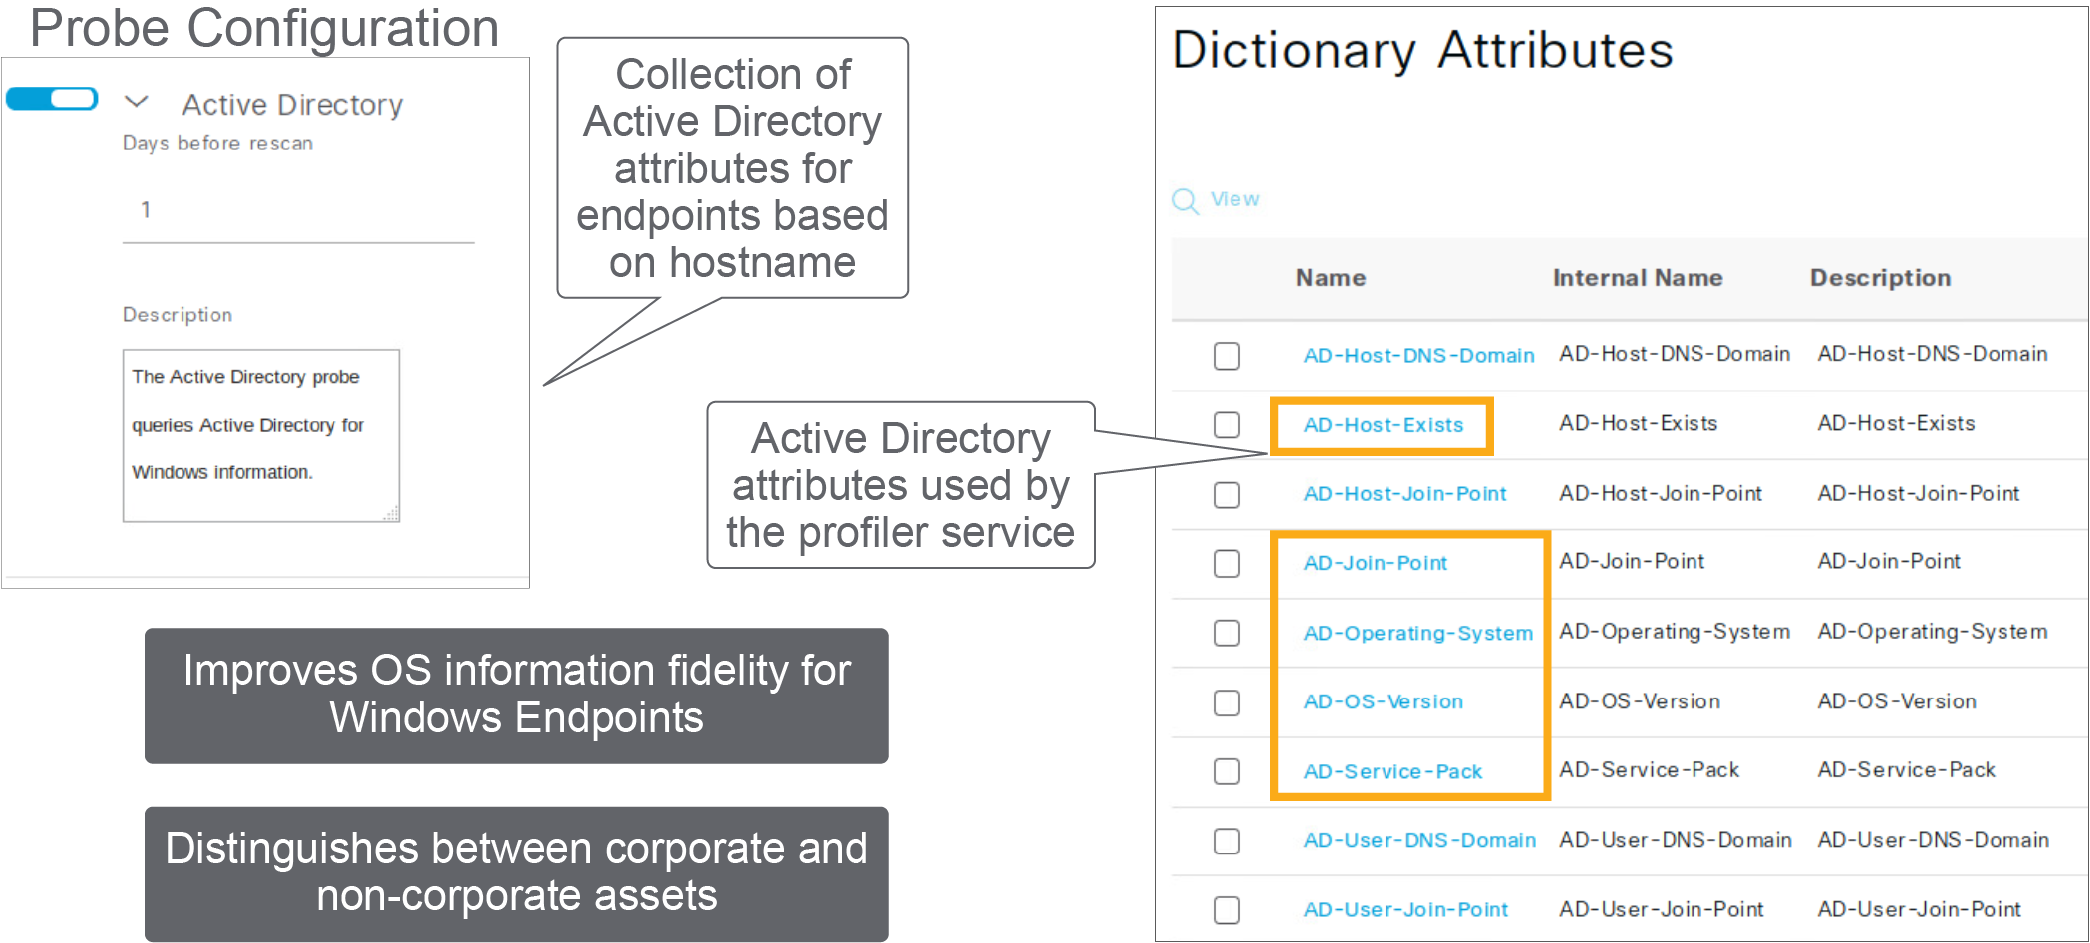 Probe Configuration
Active Directory
Days before rescan
1
Description
The Active Directory probe
queries Active Directory for
Windows information.
Collection of
Active Directory
attributes for
endpoints based
on hostname
Active Directory
attributes used by
the profiler service
Improves OS information fidelity for
Windows Endpoints
Distinguishes between corporate and
non-corporate assets
Dictionary Attributes
View
Name Internal Name Description
AD-Host-DNS-Domain AD-Host-DNS-Domain AD-Host-DNS-Domain
AD-Host-Exists AD-Host-Exists AD-Host-Exists
AD-Host-Join-Point AD-Host-Join-Point AD-Host-Join-Point
AD-Join-Point AD-Join-Point AD-Join-Point
AD-Operating-System AD-Operating-System AD-Operating-System
AD-OS-Version AD-OS-Version AD-OS-Version
AD-Service-Pack AD-Service-Pack AD-Service-Pack
AD-User-DNS-Domain AD-User-DNS-Domain AD-User-DNS-Domain
AD-User-Join-Point AD-User-Join-Point AD-User-Join-Point